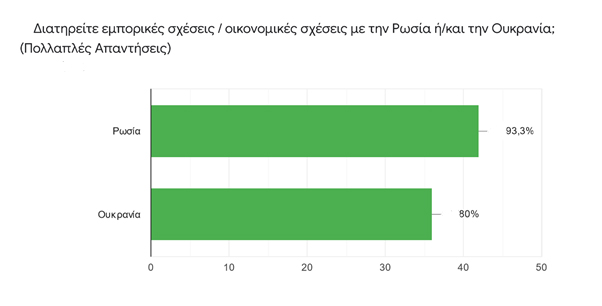 Διατηρείτε εμπορικές σχέσεις / οικονομικές σχέσεις με την Ρωσία ή/και την Ουκρανία;
(Πολλαπλές Απαντήσεις)
Ρωσία 93,3%
Ουκρανία 80%
0 10 20 30 40 50